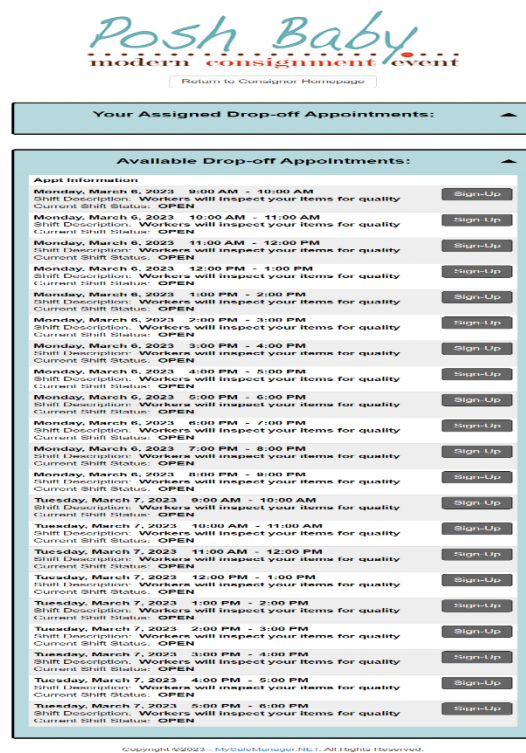 Posh Baby
modern consignment event
Return to Consignor Homepage
Your Assigned Drop-off Appointments:
Available Drop-off Appointments:
Appt Information
Monday, March 6, 2023 9:00 AM - 10:00 AM
Sign-Up
Shift Description: Workers will inspect your items for quality
Current Shift Status: OPEN
Monday, March 6, 2023 10:00 AM - 11:00 AM
Sign-Up
Shift Description: Workers will inspect your items for quality
Current Shift Status: OPEN
Monday, March 6, 2023 11:00 AM - 12:00 PM
Sign-Up
Shift Description: Workers will inspect your items for quality
Current Shift Status: OPEN
Monday, March 6, 2023 12:00 PM - 1:00 PM
Sign-Up
Shift Description: Workers will inspect your items for quality
Current Shift Status: OPEN
Monday, March 6, 2023 1:00 PM - 2:00 PM
Sign-Up
Shift Description: Workers will inspect your items for quality
Current Shift Status: OPEN
Monday, March 6, 2023 2:00 PM - 3:00 PM
Sign-Up
Shift Description: Workers will inspect your items for quality
Current Shift Status: OPEN
Monday, March 6, 2023 3:00 PM - 4:00 PM
Sign-Up
Shift Description: Workers will inspect your items for quality
Current Shift Status: OPEN
Monday, March 6, 2023 4:00 PM - 5:00 PM
Sign-Up
Shift Description: Workers will inspect your items for quality
Current Shift Status: OPEN
Monday, March 6, 2023 5:00 PM - 6:00 PM
Sign-Up
Shift Description: Workers will inspect your items for quality
Current Shift Status: OPEN
Monday, March 6, 2023 6:00 PM - 7:00 PM
Sign-Up
Shift Description: Workers will inspect your items for quality
Current Shift Status: OPEN
Monday, March 6, 2023 7:00 PM - 8:00 PM
Sign-Up
Shift Description: Workers will inspect your items for quality
Current Shift Status: OPEN
Monday, March 6, 2023 8:00 PM - 9:00 PM
Sign-Up
Shift Description: Workers will inspect your items for quality
Current Shift Status: OPEN
Tuesday, March 7, 2023 9:00 AM - 10:00 AM
Sign-Up
Shift Description: Workers will inspect your items for quality
Current Shift Status: OPEN
Tuesday, March 7, 2023 10:00 AM - 11:00 AM
Sign-Up
Shift Description: Workers will inspect your items for quality
Current Shift Status: OPEN
Tuesday, March 7, 2023 11:00 AM - 12:00 PM
Sign-Up
Shift Description: Workers will inspect your items for quality
Current Shift Status: OPEN
Tuesday, March 7, 2023 12:00 PM - 1:00 PM
Sign-Up
Shift Description: Workers will inspect your items for quality
Current Shift Status: OPEN
Tuesday, March 7, 2023 1:00 PM - 2:00 PM
Sign-Up
Shift Description: Workers will inspect your items for quality
Current Shift Status: OPEN
Tuesday, March 7, 2023 2:00 PM - 3:00 PM
Sign-Up
Shift Description: Workers will inspect your items for quality
Current Shift Status: OPEN
Tuesday, March 7, 2023 3:00 PM - 4:00 PM
Sign-Up
Shift Description: Workers will inspect your items for quality
Current Shift Status: OPEN
Tuesday, March 7, 2023 4:00 PM - 5:00 PM
Sign-Up
Shift Description: Workers will inspect your items for quality
Current Shift Status: OPEN
Tuesday, March 7, 2023 5:00 PM - 6:00 PM
Sign-Up
Shift Description: Workers will inspect your items for quality
Current Shift Status: OPEN
Copyright ©2023 - MySaleManager.NET. All Rights Reserved.